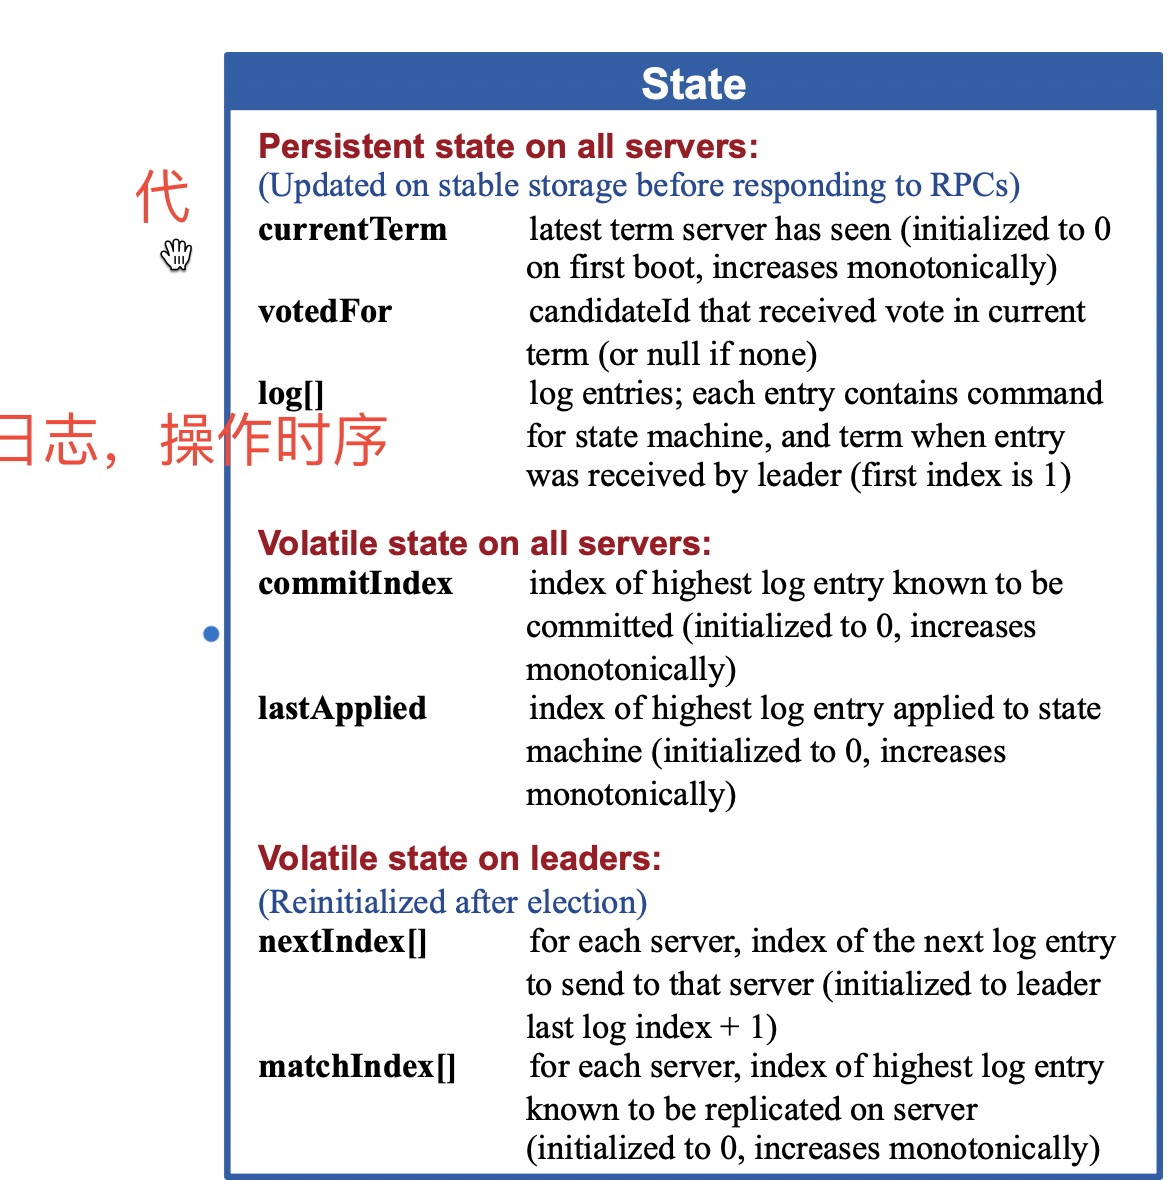 State
Persistent state on all servers:
(Updated on stable storage before responding to RPCs)
代
currentTerm latest term server has seen (initialized to 0
on first boot, increases monotonically)
votedFor candidateId that received vote in current
term (or null if none)
log[] log entries; each entry contains command
日志，操作时序
for state machine, and term when entry
was received by leader (first index is 1)
Volatile state on all servers:
commitIndex index of highest log entry known to be
committed (initialized to 0, increases
monotonically)
lastApplied index of highest log entry applied to state
machine (initialized to 0, increases
monotonically)
Volatile state on leaders:
(Reinitialized after election)
nextIndex[] for each server, index of the next log entry
to send to that server (initialized to leader
last log index + 1)
matchIndex[] for each server, index of highest log entry
known to be replicated on server
(initialized to 0, increases monotonically)